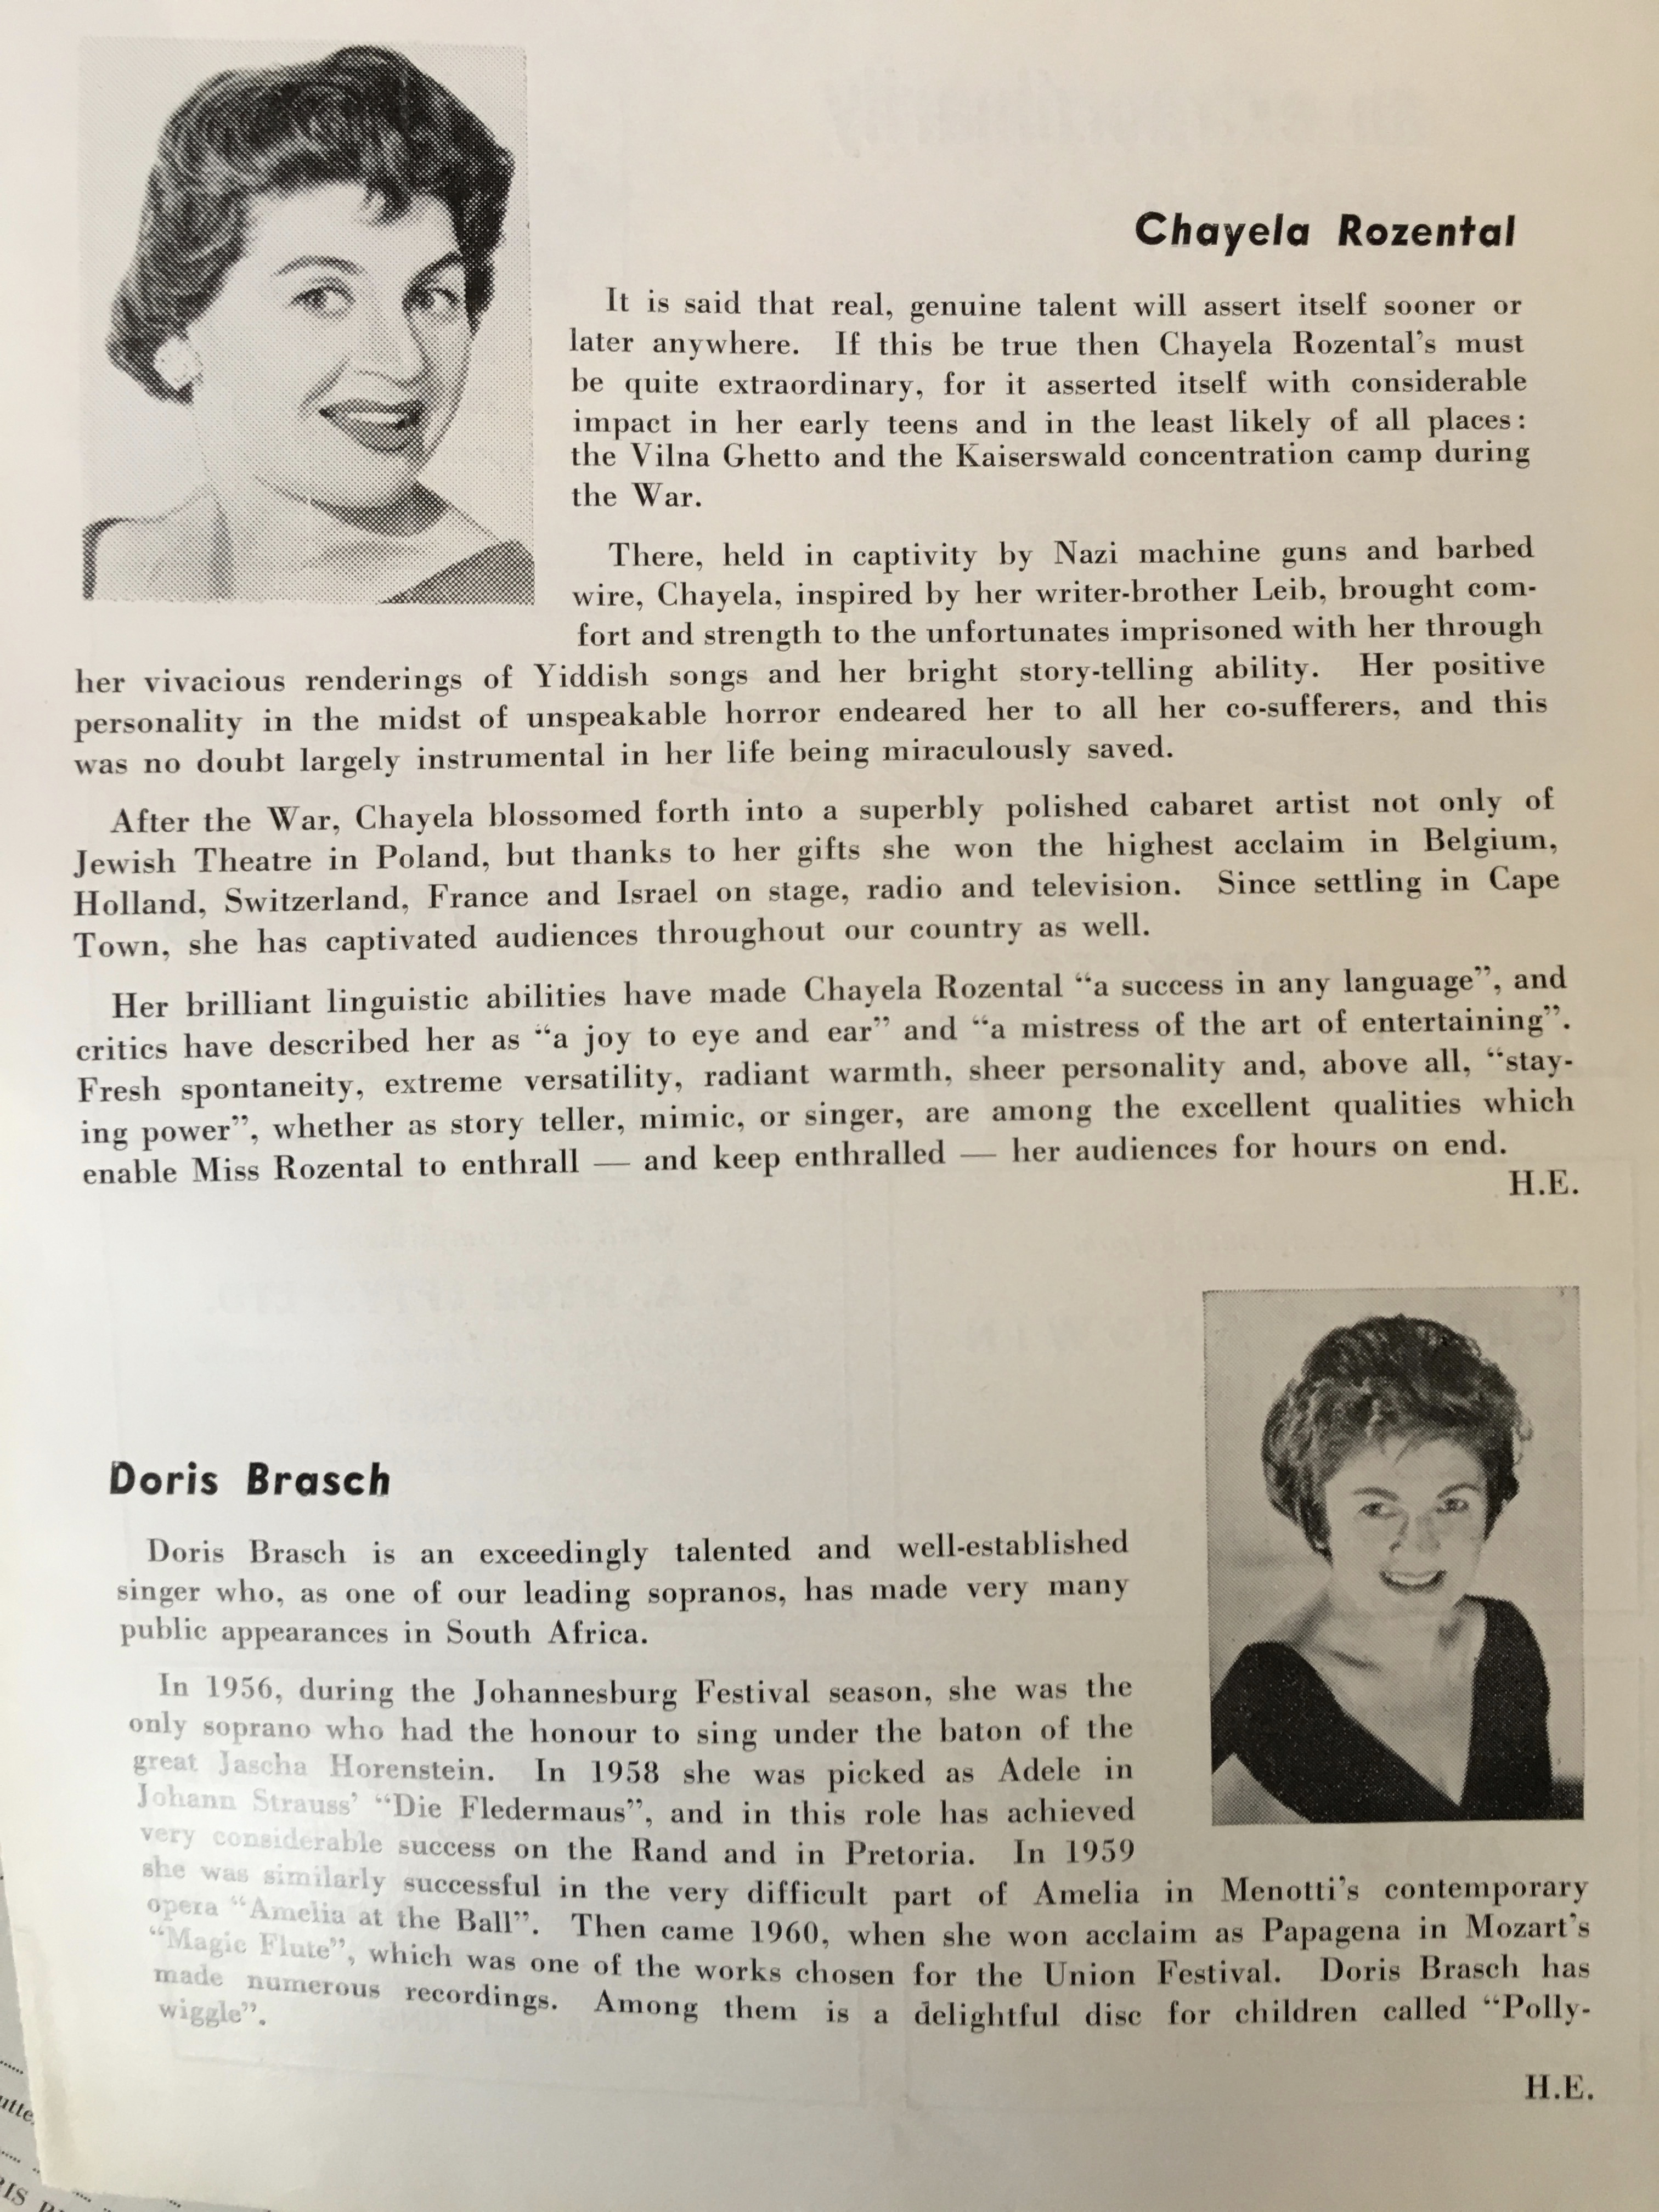 Chayela Rozental
It is said that real, genuine talent will assert itself sooner or
later anywhere. If this be true then Chayela Rozental's must
be quite extraordinary, for it asserted itself with considerable
impact in her early teens and in the least likely of all places:
the Vilna Ghetto and the Kaiserswald concentration camp during
the War.
There, held in captivity by Nazi machine guns and barbed
wire, Chayela, inspired by her writer-brother Leib, brought com-
fort and strength to the unfortunates imprisoned with her through
her vivacious renderings of Yiddish songs and her bright story-telling ability. Her positive
personality in the midst of unspeakable horror endeared her to all her co-sufferers, and this
was no doubt largely instrumental in her life being miraculously saved.
After the War, Chayela blossomed forth into a superbly polished cabaret artist not only of
Jewish Theatre in Poland, but thanks to her gifts she won the highest acclaim in Belgium,
Holland, Switzerland, France and Israel on stage, radio and television. Since settling in Cape
Town, she has captivated audiences throughout our country as well.
Her brilliant linguistic abilities have made Chayela Rozental “a success in any language”, and
critics have described her as “a joy to eye and ear” and “a mistress of the art of entertaining”.
Fresh spontaneity, extreme versatility, radiant warmth, sheer personality and, above all, “stay-
ing power”, whether as story teller, mimic, or singer, are among the excellent qualities which
enable Miss Rozental to enthrall — and keep enthralled — her audiences for hours on end.
H.E.
Doris Brasch
Doris Brasch is an exceedingly talented and well-established
singer who, as one of our leading sopranos, has made very many
public appearances in South Africa.
In 1956, during the Johannesburg Festival season, she was the
only soprano who had the honour to sing under the baton of the
great Jascha Horenstein. In 1958 she was picked as Adele in
Johann Strauss' “Die Fledermaus”, and in this role has achieved
very considerable success on the Rand and in Pretoria. In 1959
she was similarly successful in the very difficult part of Amelia in Menotti's contemporary
opera “Amelia at the Ball”. Then came 1960, when she won acclaim as Papagena in Mozart's
“Magic Flute”, which was one of the works chosen for the Union Festival. Doris Brasch has
made numerous recordings. Among them is a delightful disc for children called “Polly-
wiggle”.
H.E.